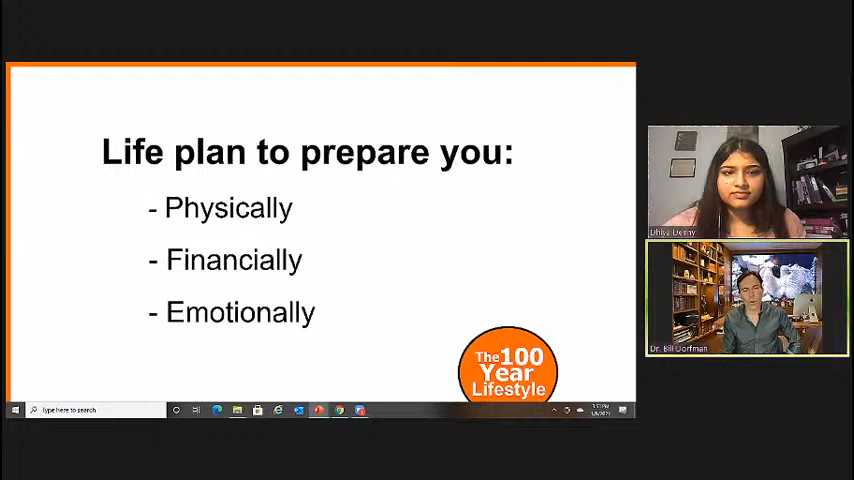 Life plan to prepare you:
- Physically
- Financially
- Emotionally
The 100
Year
Lifestyle
Dhiya Denny
Dr. Bill Dorfman
Type here to search